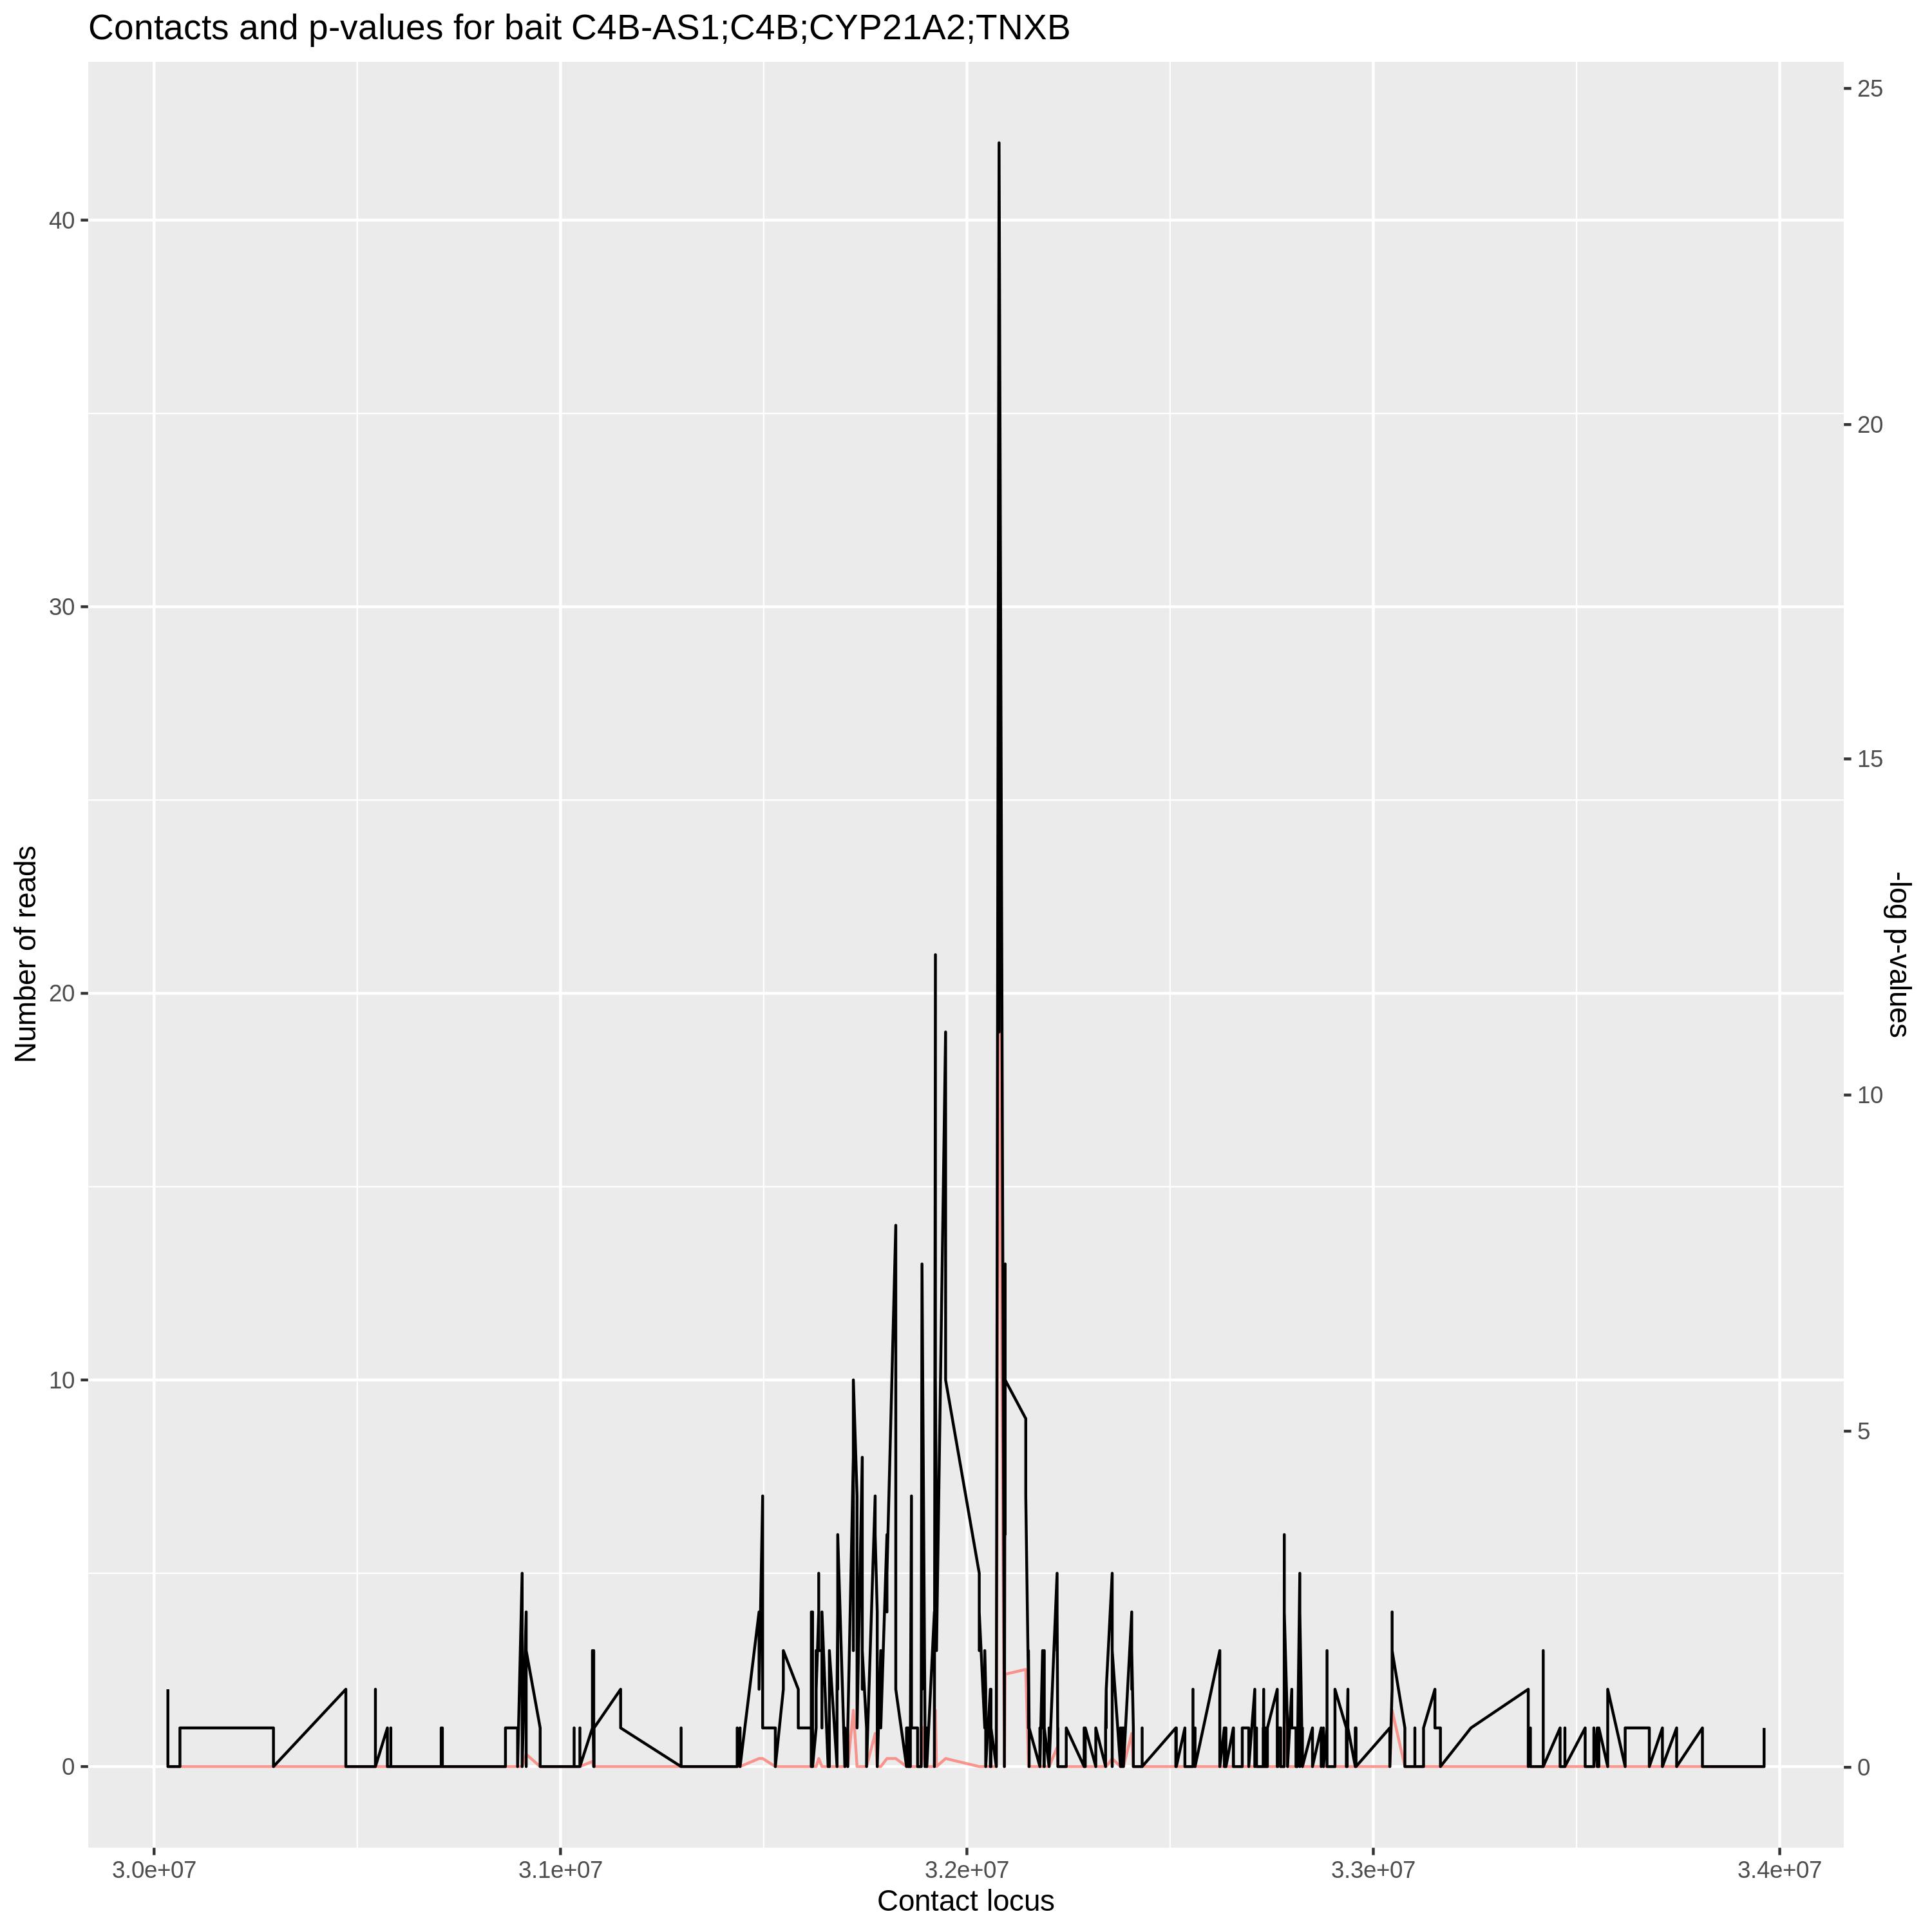 Contacts and p-values for bait C4B-AS1;C4B;CYP21A2;TNXB
Number of reads
40
30
20
10
0
25
20
15
10
5
0
-log p-values
3.0e+07 3.1e+07 3.2e+07 3.3e+07 3.4e+07
Contact locus